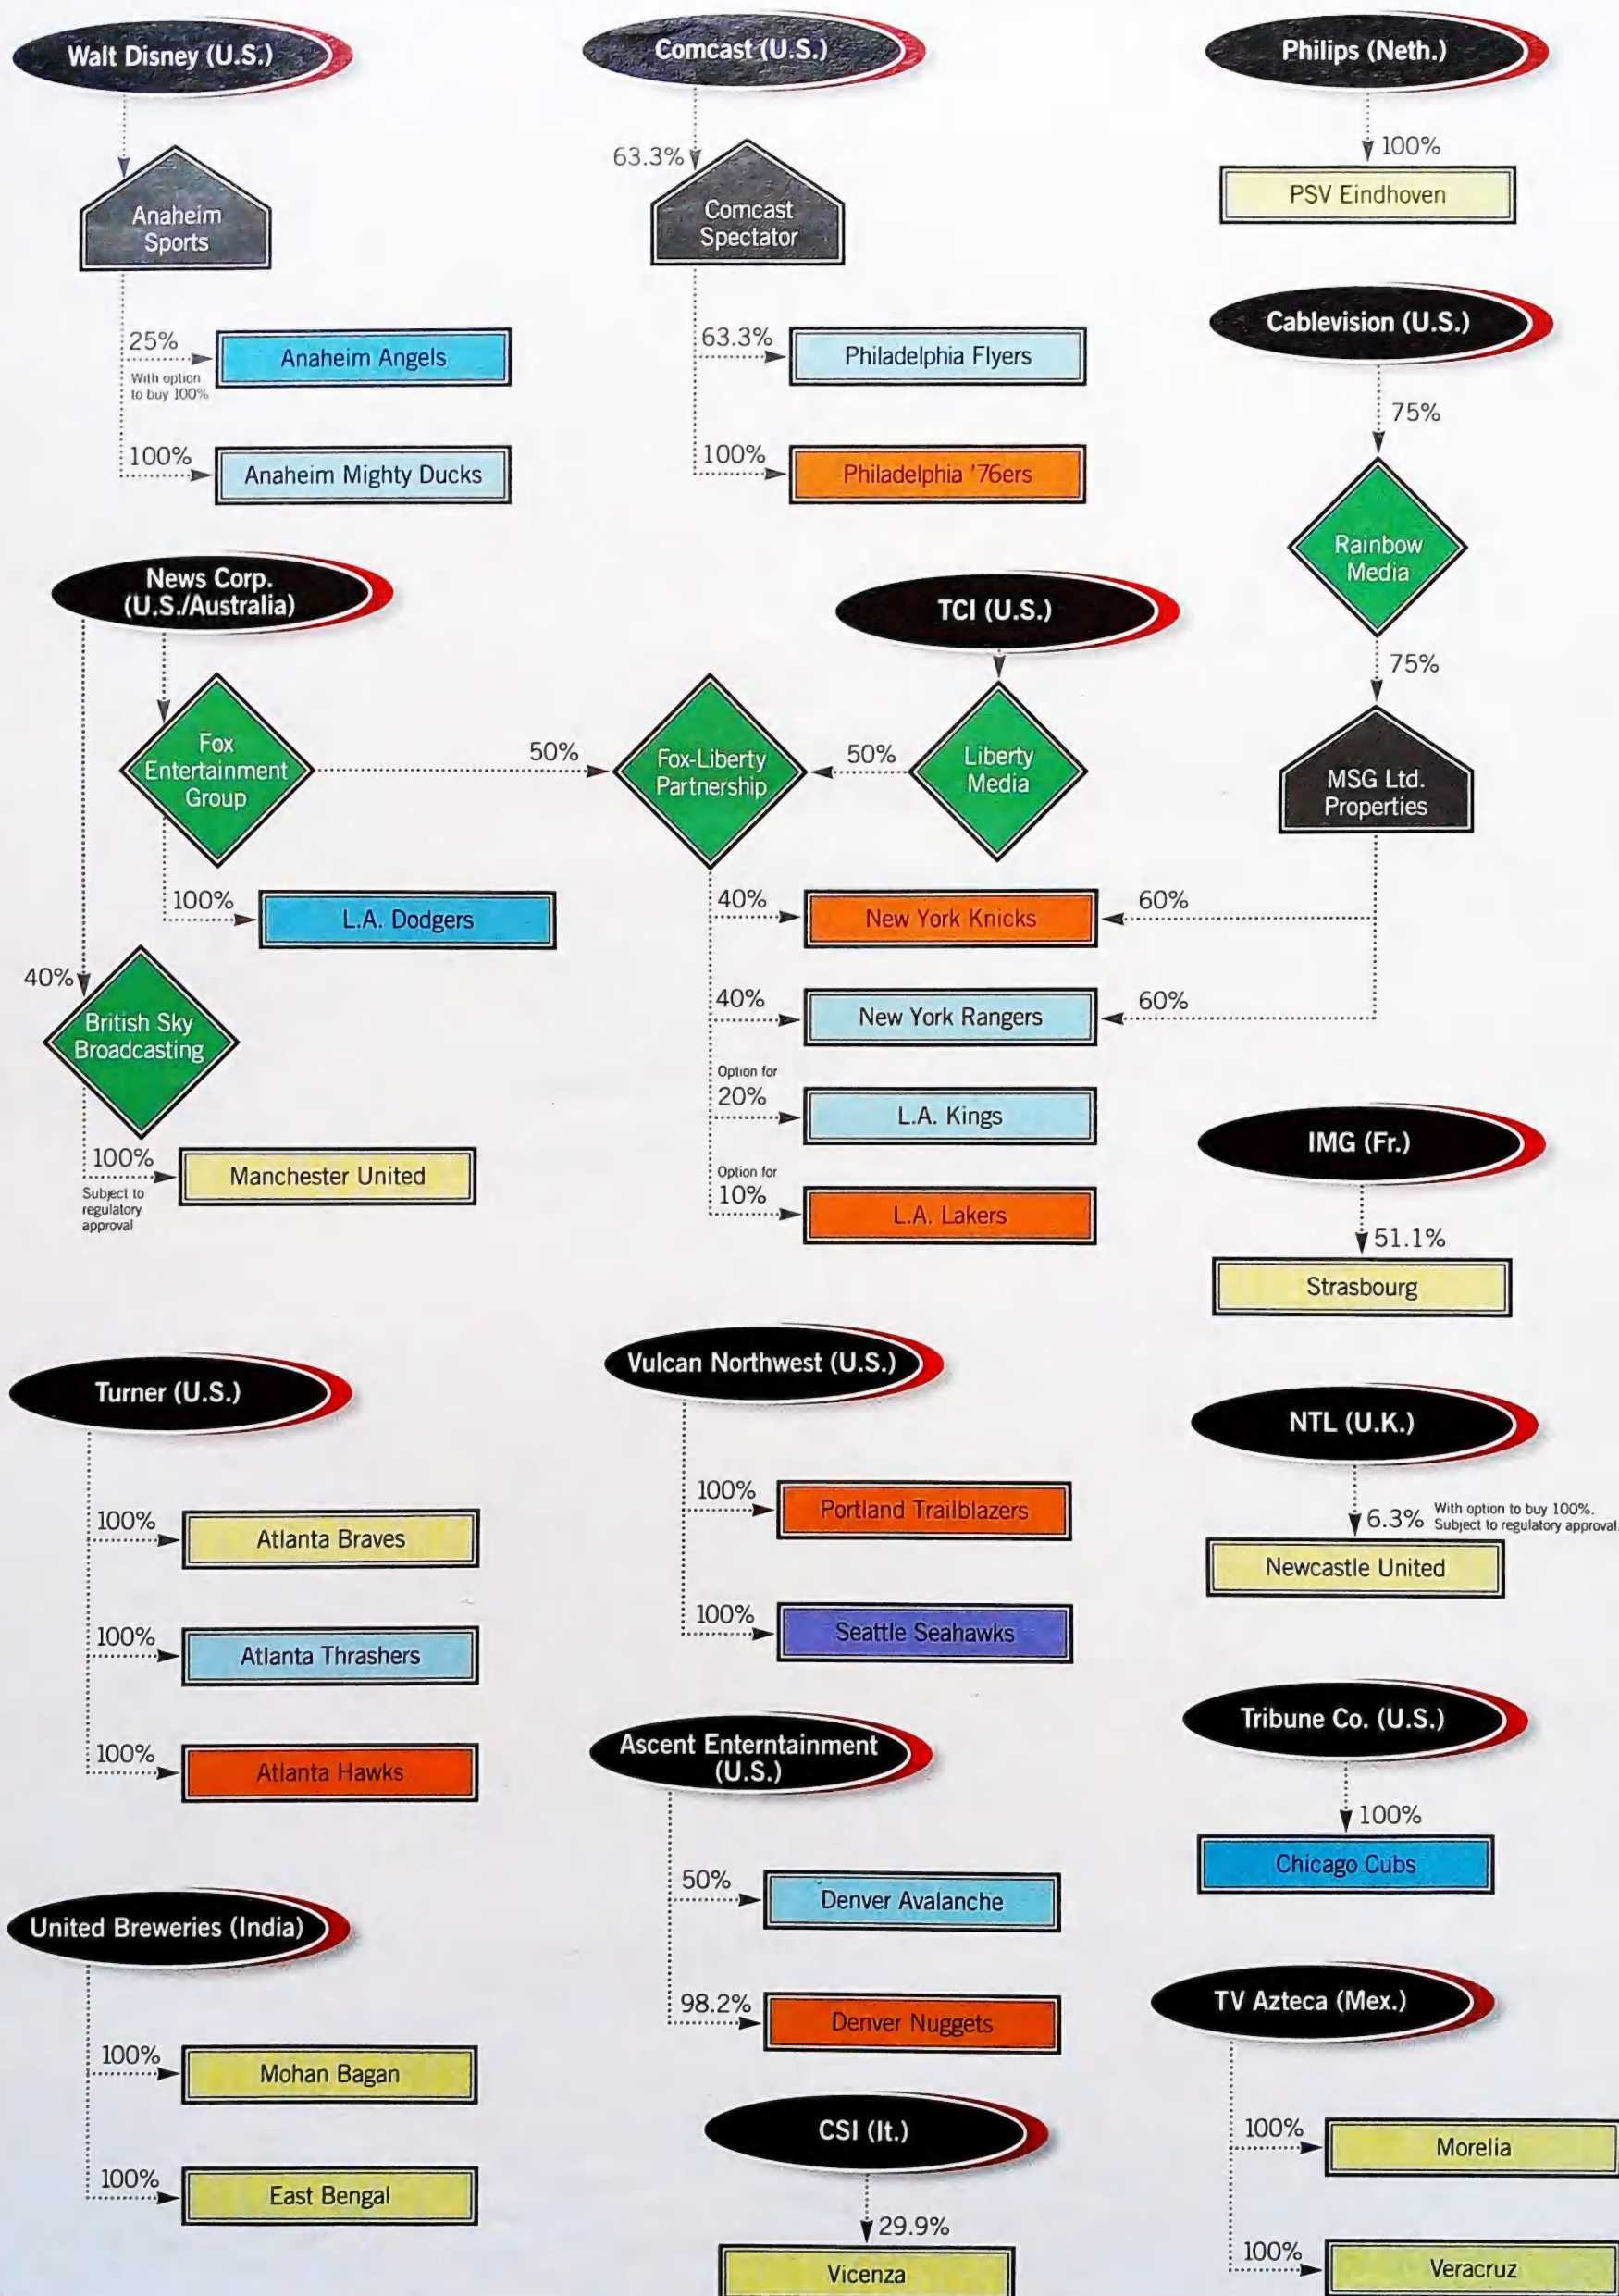 Walt Disney (U.S.)
Anaheim
Sports
25%
With option
to buy 100%
Anaheim Angels
100%
Anaheim Mighty Ducks
Comcast (U.S.)
63.3%
Comcast
Spectator
63.3%
Philadelphia Flyers
100%
Philadelphia '76ers
Philips (Neth.)
100%
PSV Eindhoven
Cablevision (U.S.)
75%
Rainbow
Media
75%
MSG Ltd.
Properties
60%
60%
News Corp.
(U.S./Australia)
Fox
Entertainment
Group
50%
100%
L.A. Dodgers
40%
British Sky
Broadcasting
100%
Subject to
regulatory
approval
Manchester United
TCI (U.S.)
Liberty
Media
50%
Fox-Liberty
Partnership
40%
New York Knicks
40%
New York Rangers
Option for
20%
L.A. Kings
Option for
10%
L.A. Lakers
IMG (Fr.)
51.1%
Strasbourg
Turner (U.S.)
100%
Atlanta Braves
100%
Atlanta Thrashers
100%
Atlanta Hawks
Vulcan Northwest (U.S.)
100%
Portland Trailblazers
100%
Seattle Seahawks
NTL (U.K.)
6.3%
With option to buy 100%.
Subject to regulatory approval.
Newcastle United
Ascent Enterntainment
(U.S.)
50%
Denver Avalanche
98.2%
Denver Nuggets
Tribune Co. (U.S.)
100%
Chicago Cubs
United Breweries (India)
100%
Mohan Bagan
100%
East Bengal
CSI (It.)
29.9%
Vicenza
TV Azteca (Mex.)
100%
Morelia
100%
Veracruz